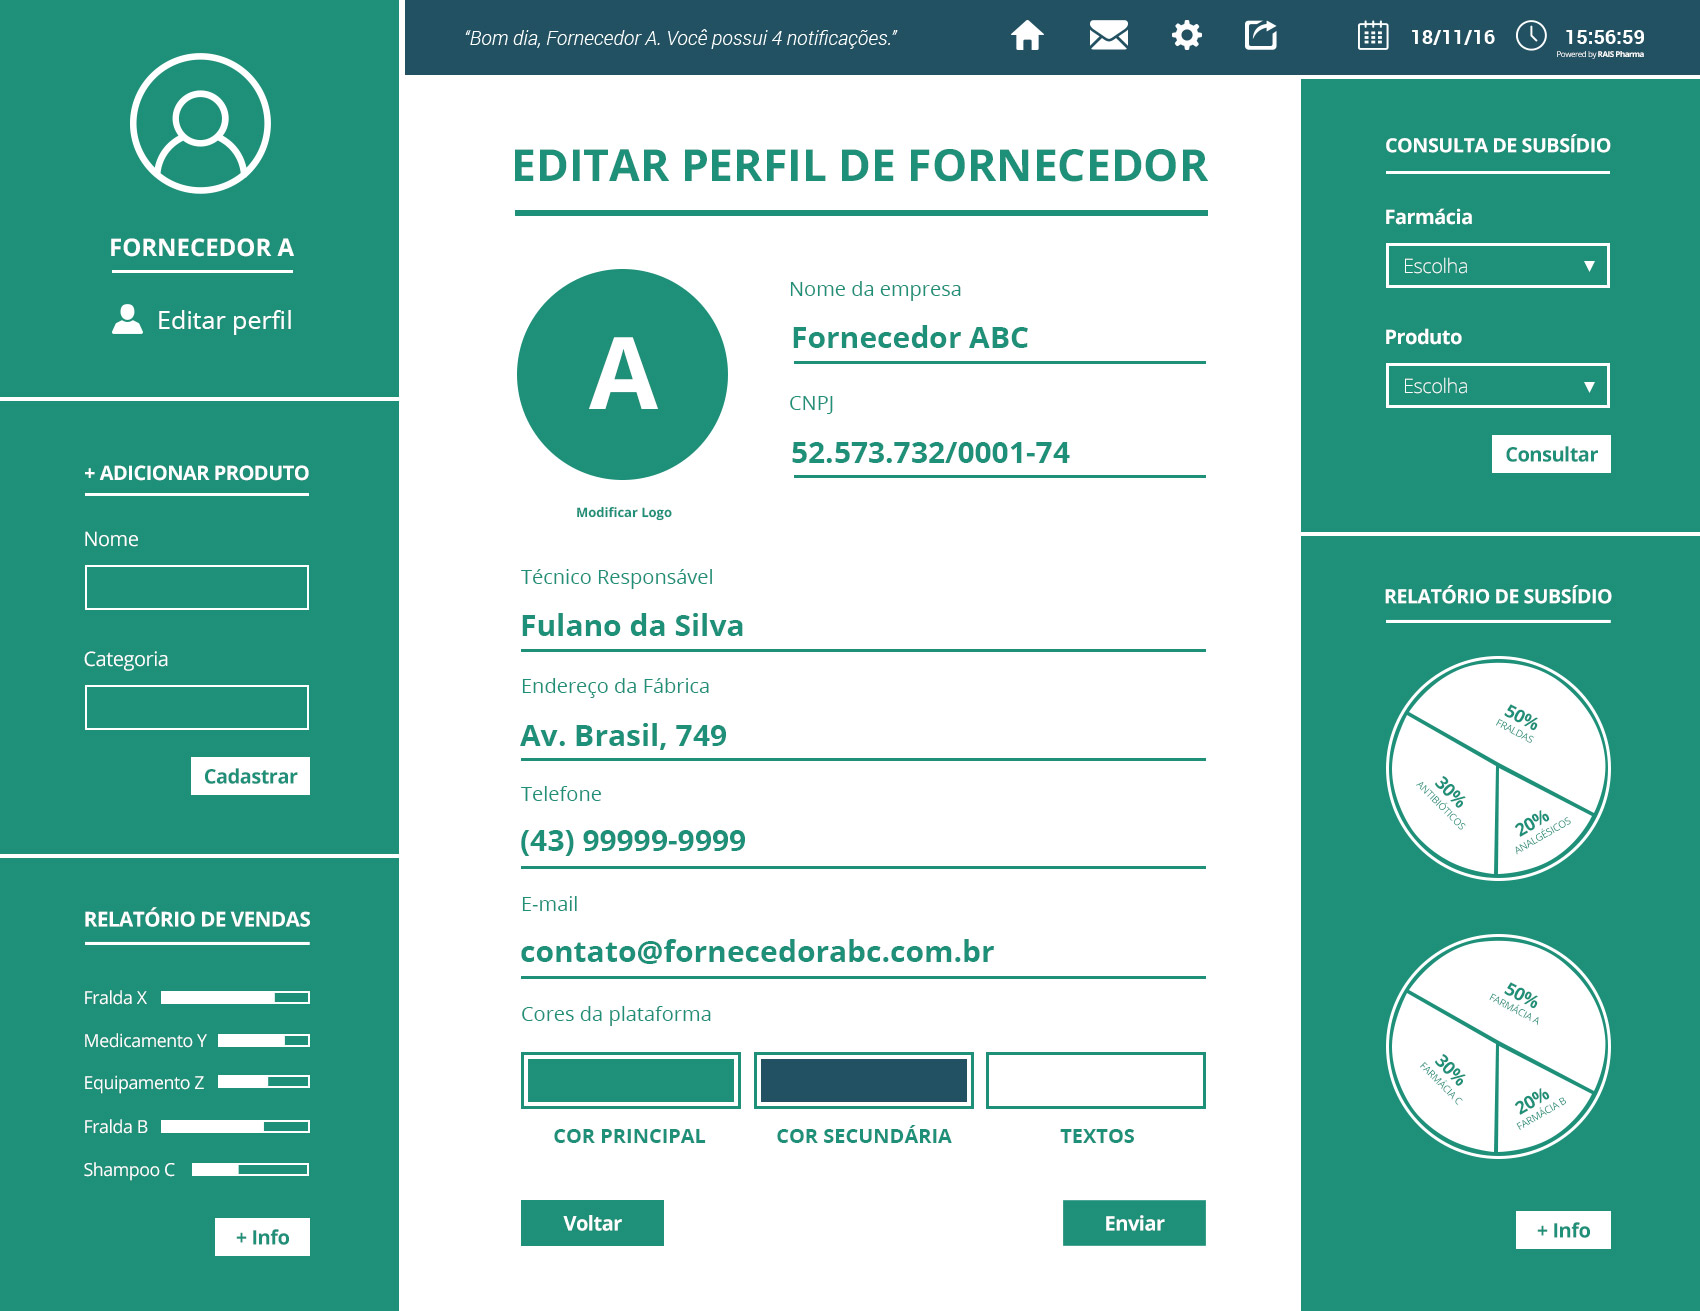 “Bom dia, Fornecedor A. Você possui 4 notificações.”
18/11/16
15:56:59
Powered by RAIS Pharma
FORNECEDOR A
Editar perfil
+ ADICIONAR PRODUTO
Nome
Categoria
Cadastrar
RELATÓRIO DE VENDAS
Fralda X
Medicamento Y
Equipamento Z
Fralda B
Shampoo C
+ Info
EDITAR PERFIL DE FORNECEDOR
A
Modificar Logo
Nome da empresa
Fornecedor ABC
CNPJ
52.573.732/0001-74
Técnico Responsável
Fulano da Silva
Endereço da Fábrica
Av. Brasil, 749
Telefone
(43) 99999-9999
E-mail
contato@fornecedorabc.com.br
Cores da plataforma
COR PRINCIPAL
COR SECUNDÁRIA
TEXTOS
Voltar
Enviar
CONSULTA DE SUBSÍDIO
Farmácia
Escolha ▼
Produto
Escolha ▼
Consultar
RELATÓRIO DE SUBSÍDIO
50%
FRALDAS
30%
ANTIBIÓTICOS
20%
ANALGÉSICOS
50%
FARMÁCIA A
30%
FARMÁCIA C
20%
FARMÁCIA B
+ Info